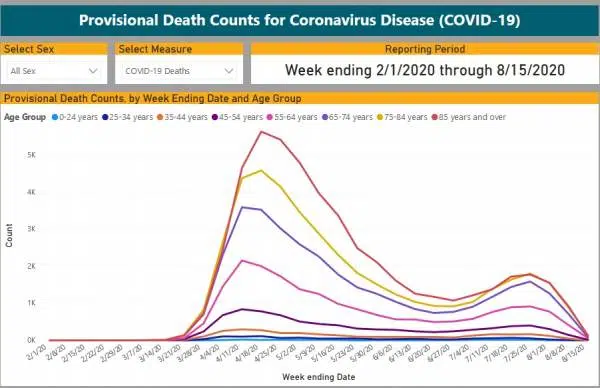 Provisional Death Counts for Coronavirus Disease (COVID-19)
Select Sex
Select Measure
Reporting Period
All Sex
COVID-19 Deaths
Week ending 2/1/2020 through 8/15/2020
Provisional Death Counts, by Week Ending Date and Age Group
Age Group 0-24 years 25-34 years 35-44 years 45-54 years 55-64 years 65-74 years 75-84 years 85 years and over
5K
4K
3K
2K
1K
0K
Count
2/1/20 2/8/20 2/15/20 2/22/20 2/29/20 3/7/20 3/14/20 3/21/20 3/28/20 4/4/20 4/11/20 4/18/20 4/25/20 5/2/20 5/9/20 5/16/20 5/23/20 5/30/20 6/6/20 6/13/20 6/20/20 6/27/20 7/4/20 7/11/20 7/18/20 7/25/20 8/1/20 8/8/20 8/15/20
Week ending Date